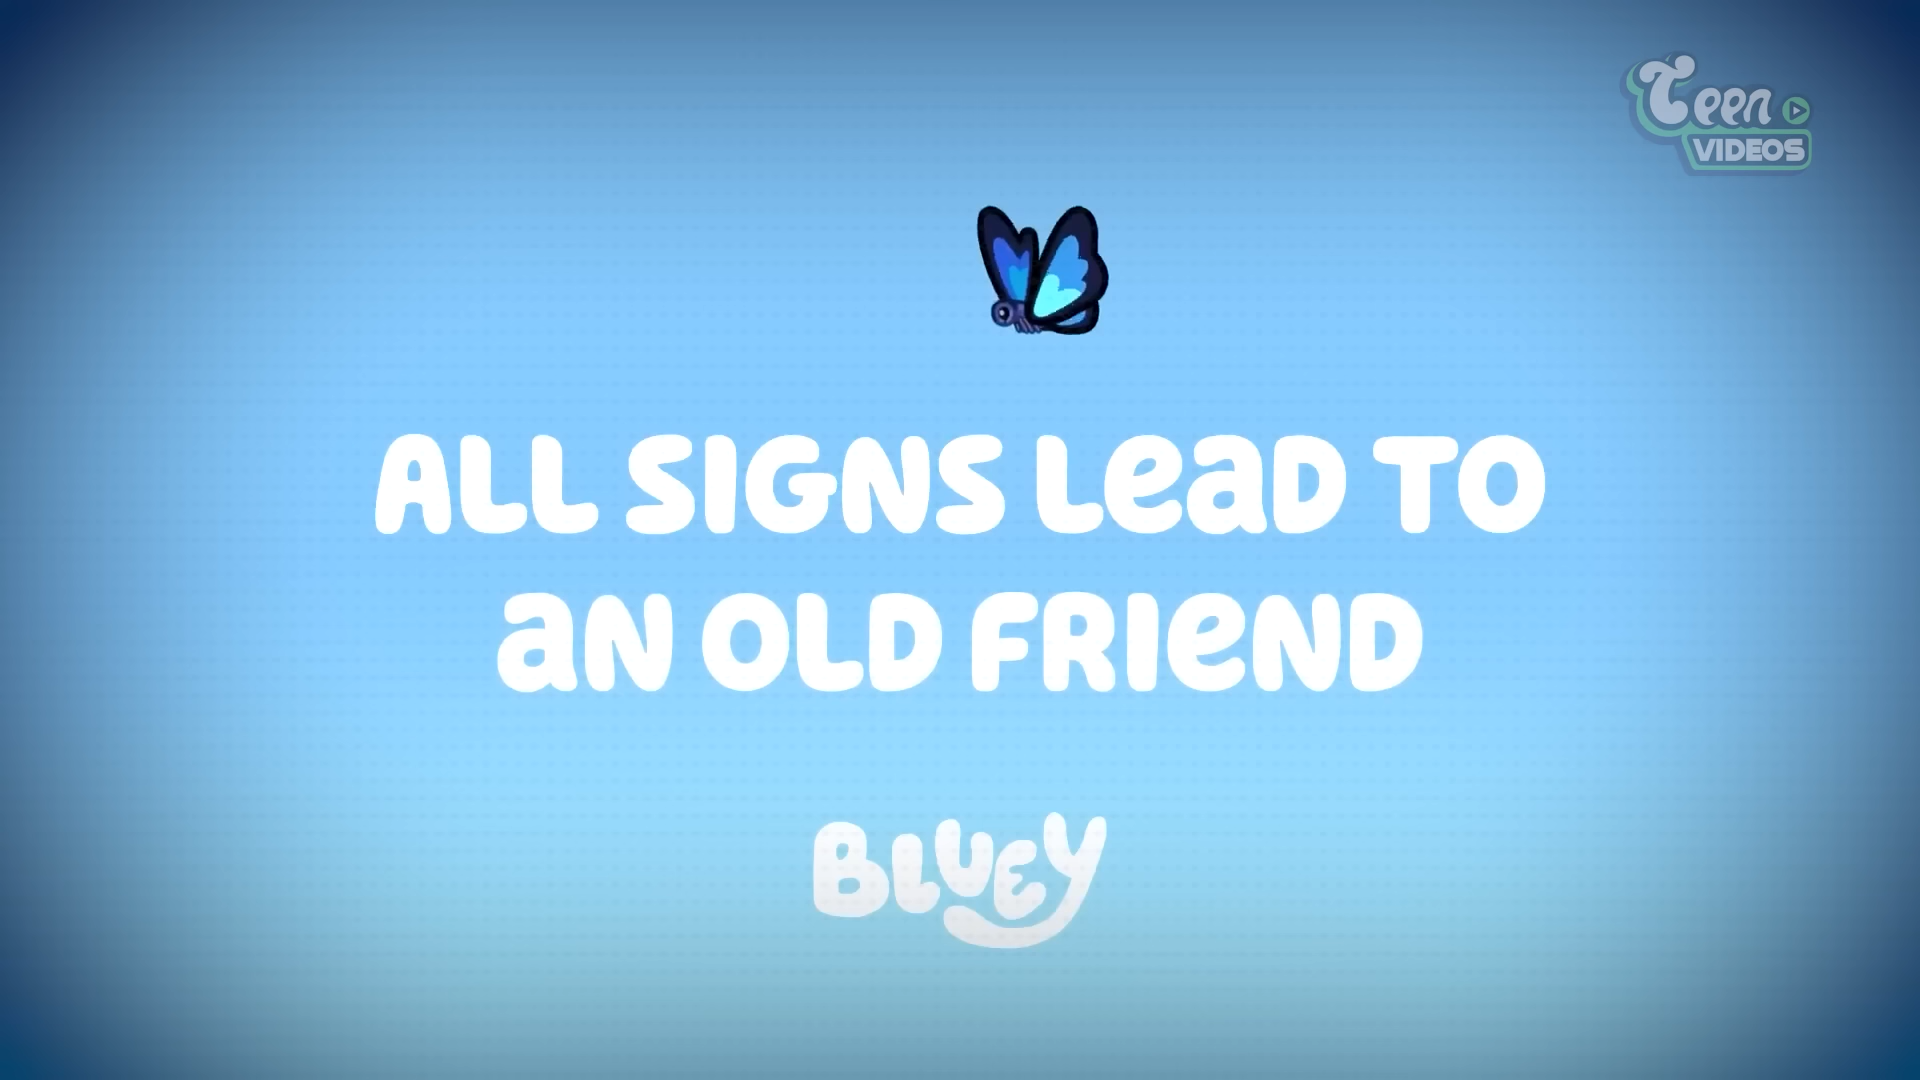 Teen
VIDEOS
ALL SIGNS Lead TO
aN OLD FRIeND
BLUEY